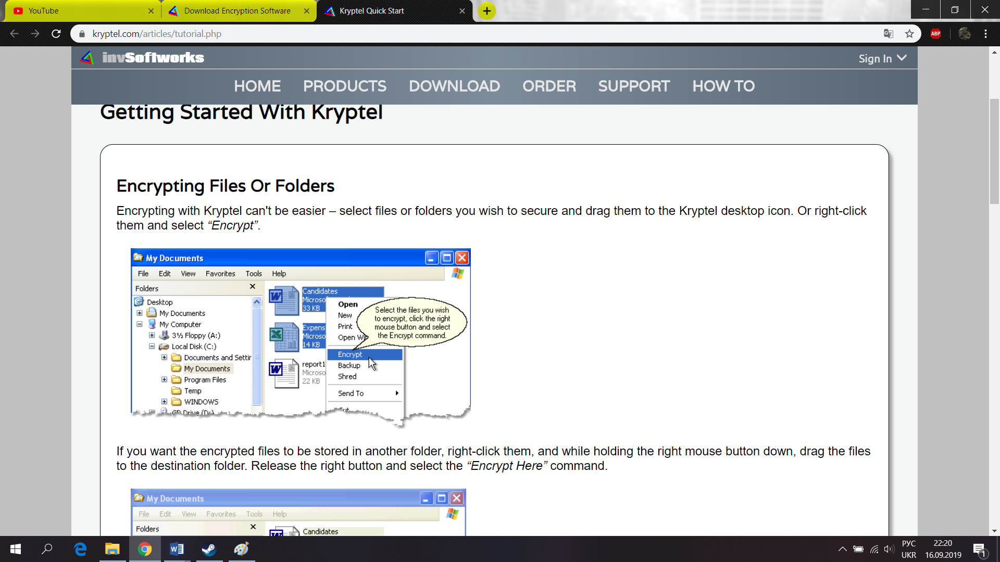 YouTube
Download Encryption Software
Kryptel Quick Start
kryptel.com/articles/tutorial.php
ABP
invSoftworks
Sign In
HOME PRODUCTS DOWNLOAD ORDER SUPPORT HOW TO
Getting Started With Kryptel
Encrypting Files Or Folders
Encrypting with Kryptel can't be easier – select files or folders you wish to secure and drag them to the Kryptel desktop icon. Or right-click
them and select “Encrypt”.
My Documents
File Edit View Favorites Tools Help
Folders
Desktop
My Documents
My Computer
3½ Floppy (A:)
Local Disk (C:)
Documents and Settir
My Documents
Program Files
Temp
WINDOWS
CD Drive (D:)
Candidates
Microso
33 KB
Expens
Microso
14 KB
report1
Microso
22 KB
Open
New
Print
Open Wi
Encrypt
Backup
Shred
Send To
Cut
Select the files you wish
to encrypt, click the right
mouse button and select
the Encrypt command.
If you want the encrypted files to be stored in another folder, right-click them, and while holding the right mouse button down, drag the files
to the destination folder. Release the right button and select the “Encrypt Here” command.
My Documents
File Edit View Favorites Tools Help
Folders
Candidates
РУС
UKR
22:20
16.09.2019
1